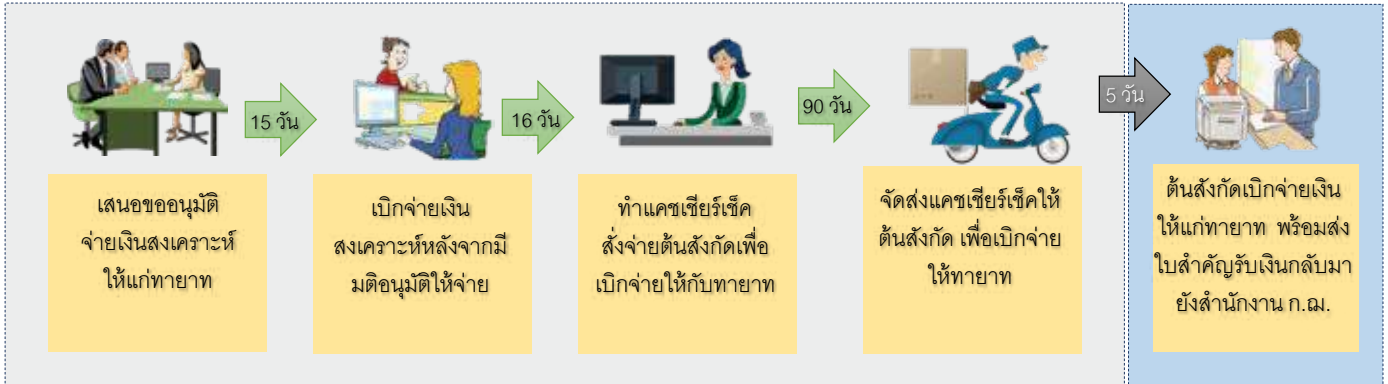 15 วัน
16 วัน
90 วัน
5 วัน
เสนอขออนุมัติ
จ่ายเงินสงเคราะห์
ให้แก่ทายาท
เบิกจ่ายเงิน
สงเคราะห์หลังจากมี
มติอนุมัติให้จ่าย
ทำแคชเชียร์เช็ค
สั่งจ่ายต้นสังกัดเพื่อ
เบิกจ่ายให้กับทายาท
จัดส่งแคชเชียร์เช็คให้
ต้นสังกัด เพื่อเบิกจ่าย
ให้ทายาท
ต้นสังกัดเบิกจ่ายเงิน
ให้แก่ทายาท พร้อมส่ง
ใบสำคัญรับเงินกลับมา
ยังสำนักงาน ก.ฌ.